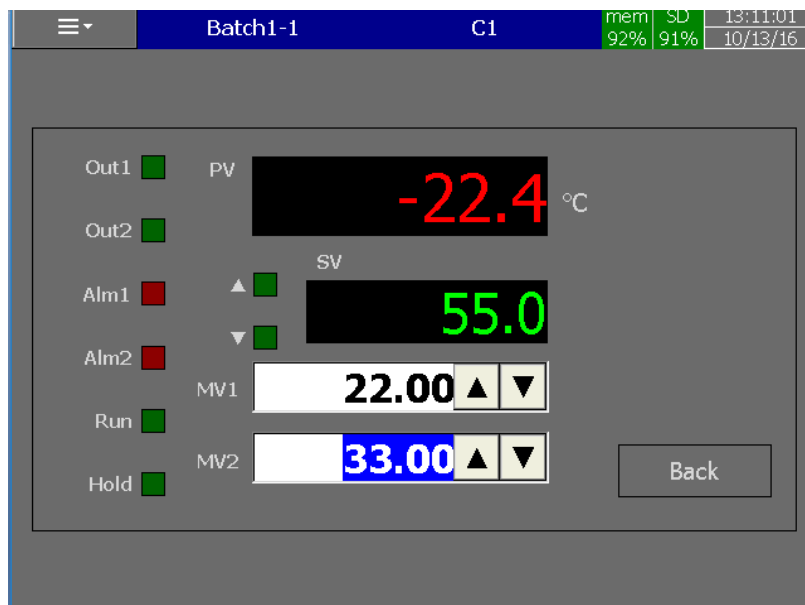 Batch1-1 C1 mem 92% SD 91% 13:11:01 10/13/16
Out1
PV
-22.4 °C
Out2
SV
Alm1
55.0
Alm2
MV1
22.00
Run
MV2
33.00
Back
Hold